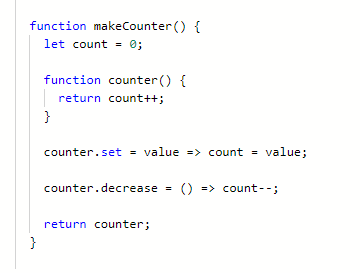 function makeCounter() {
  let count = 0;

  function counter() {
    return count++;
  }

  counter.set = value => count = value;

  counter.decrease = () => count--;

  return counter;
}